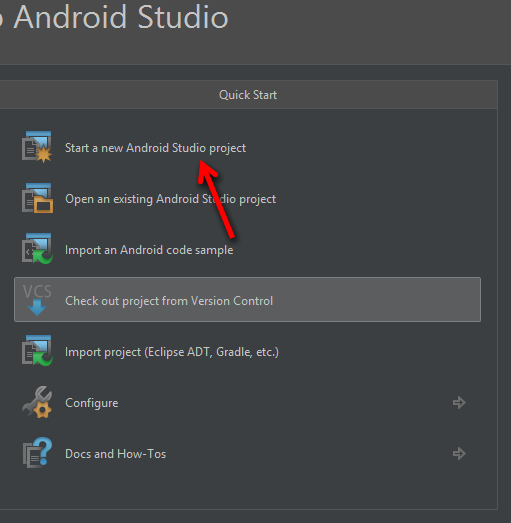 Android Studio
Quick Start
Start a new Android Studio project
Open an existing Android Studio project
Import an Android code sample
VCS
Check out project from Version Control
Import project (Eclipse ADT, Gradle, etc.)
Configure
Docs and How-Tos